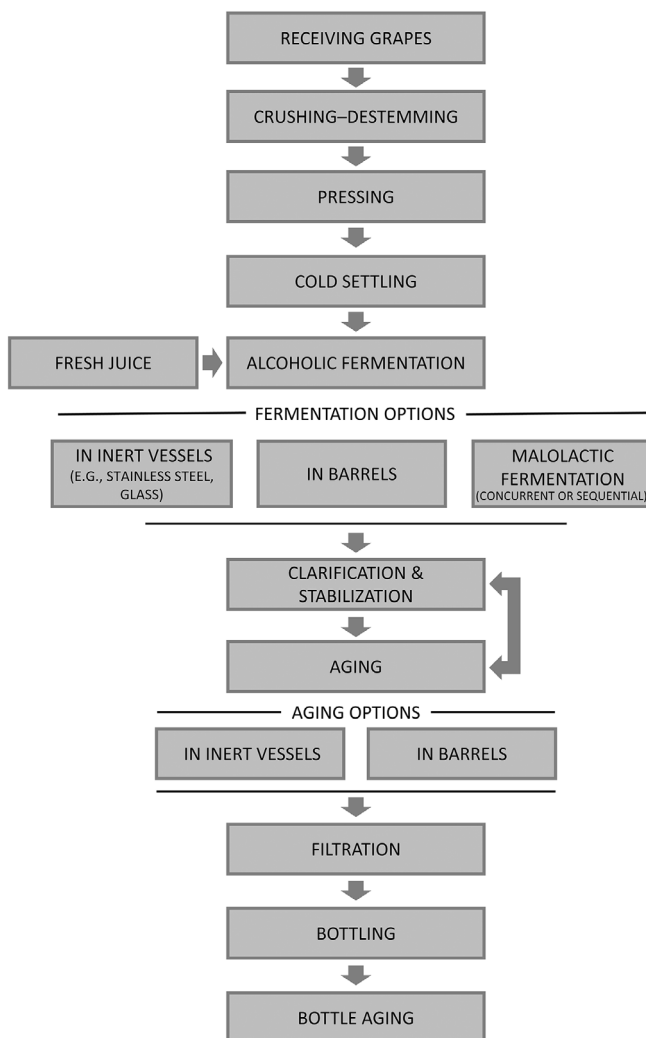 RECEIVING GRAPES
CRUSHING–DESTEMMING
PRESSING
COLD SETTLING
FRESH JUICE
ALCOHOLIC FERMENTATION
FERMENTATION OPTIONS
IN INERT VESSELS
(E.G., STAINLESS STEEL,
GLASS)
IN BARRELS
MALOLACTIC
FERMENTATION
(CONCURRENT OR SEQUENTIAL)
CLARIFICATION &
STABILIZATION
AGING
AGING OPTIONS
IN INERT VESSELS
IN BARRELS
FILTRATION
BOTTLING
BOTTLE AGING